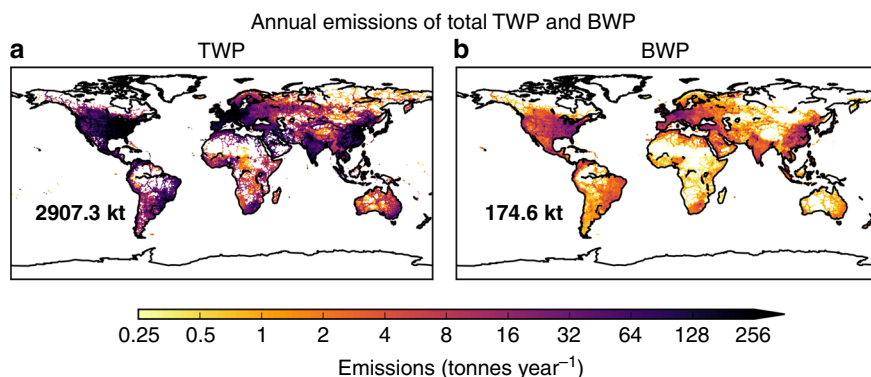 Annual emissions of total TWP and BWP
a TWP
b BWP
2907.3 kt
174.6 kt
0.25 0.5 1 2 4 8 16 32 64 128 256
Emissions (tonnes year⁻¹)